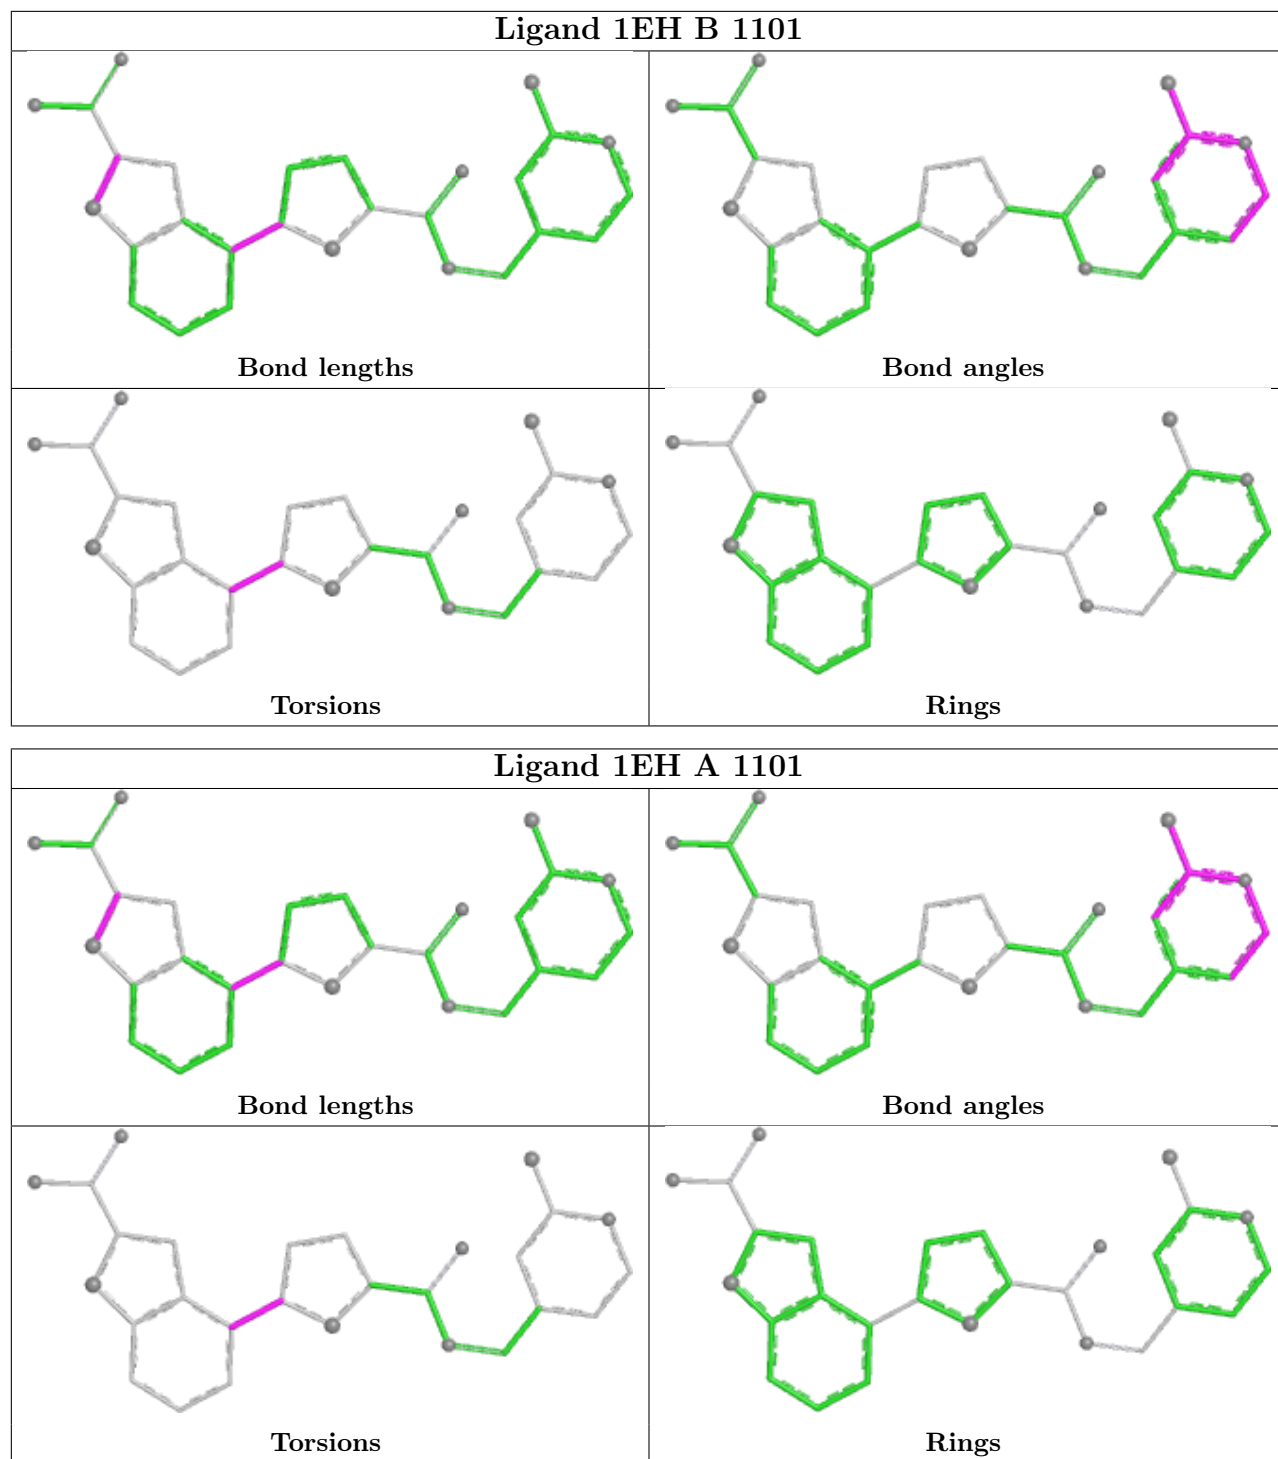 Ligand 1EH B 1101
Bond lengths
Bond angles
Torsions
Rings
Ligand 1EH A 1101
Bond lengths
Bond angles
Torsions
Rings